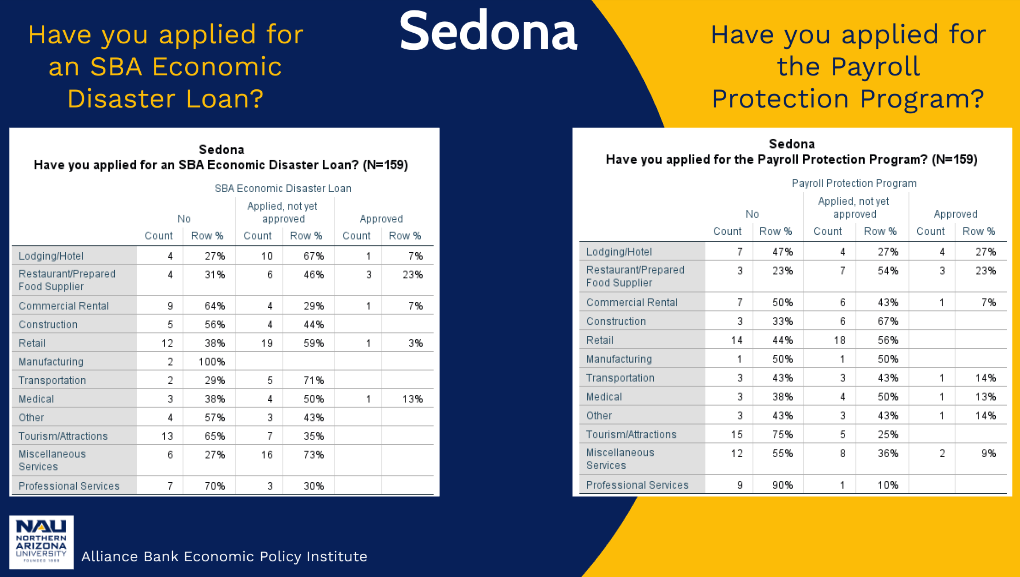 Sedona
Have you applied for
an SBA Economic
Disaster Loan?
Have you applied for
the Payroll
Protection Program?
Sedona
Have you applied for an SBA Economic Disaster Loan? (N=159)
SBA Economic Disaster Loan
No Applied, not yet approved Approved
Count Row % Count Row % Count Row %
Lodging/Hotel 4 27% 10 67% 1 7%
Restaurant/Prepared Food Supplier 4 31% 6 46% 3 23%
Commercial Rental 9 64% 4 29% 1 7%
Construction 5 56% 4 44%
Retail 12 38% 19 59% 1 3%
Manufacturing 2 100%
Transportation 2 29% 5 71%
Medical 3 38% 4 50% 1 13%
Other 4 57% 3 43%
Tourism/Attractions 13 65% 7 35%
Miscellaneous Services 6 27% 16 73%
Professional Services 7 70% 3 30%
Sedona
Have you applied for the Payroll Protection Program? (N=159)
Payroll Protection Program
No Applied, not yet approved Approved
Count Row % Count Row % Count Row %
Lodging/Hotel 7 47% 4 27% 4 27%
Restaurant/Prepared Food Supplier 3 23% 7 54% 3 23%
Commercial Rental 7 50% 6 43% 1 7%
Construction 3 33% 6 67%
Retail 14 44% 18 56%
Manufacturing 1 50% 1 50%
Transportation 3 43% 3 43% 1 14%
Medical 3 38% 4 50% 1 13%
Other 3 43% 3 43% 1 14%
Tourism/Attractions 15 75% 5 25%
Miscellaneous Services 12 55% 8 36% 2 9%
Professional Services 9 90% 1 10%
NAU
NORTHERN
ARIZONA
UNIVERSITY
FOUNDED 1899
Alliance Bank Economic Policy Institute